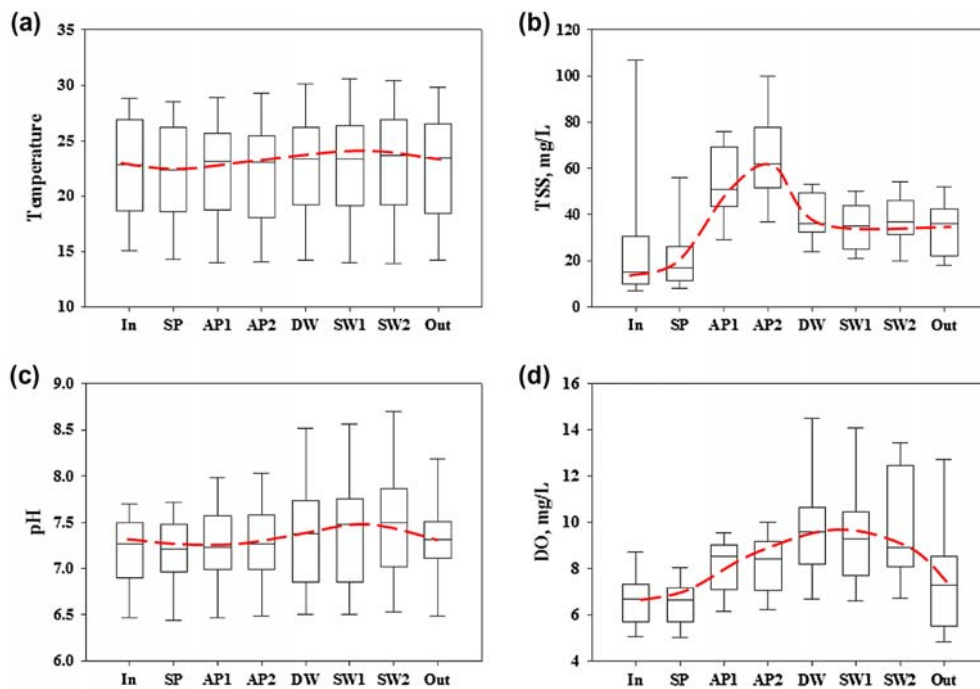 (a)
35
30
25
20
15
10
Temperature
In SP AP1 AP2 DW SW1 SW2 Out
(b)
120
100
80
60
40
20
0
TSS, mg/L
In SP AP1 AP2 DW SW1 SW2 Out
(c)
9.0
8.5
8.0
7.5
7.0
6.5
6.0
pH
In SP AP1 AP2 DW SW1 SW2 Out
(d)
16
14
12
10
8
6
4
DO, mg/L
In SP AP1 AP2 DW SW1 SW2 Out